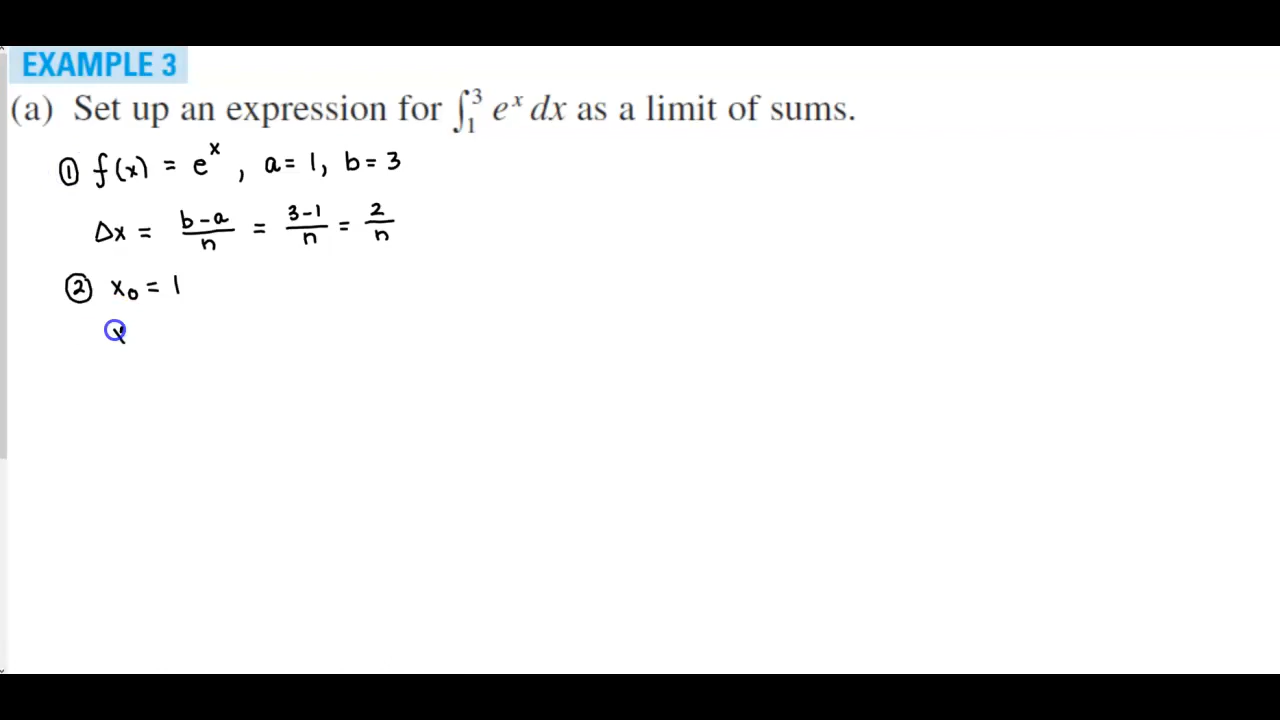 EXAMPLE 3
(a) Set up an expression for ∫₁³ eˣ dx as a limit of sums.
① f(x) = eˣ, a = 1, b = 3
Δx = (b-a)/n = (3-1)/n = 2/n
② x₀ = 1
x